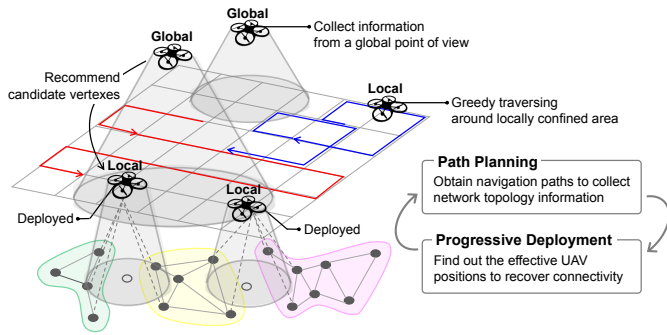 Global
Global
Collect information
from a global point of view
Recommend
candidate vertexes
Local
Greedy traversing
around locally confined area
Local
Local
Deployed
Deployed
Path Planning
Obtain navigation paths to collect
network topology information
Progressive Deployment
Find out the effective UAV
positions to recover connectivity